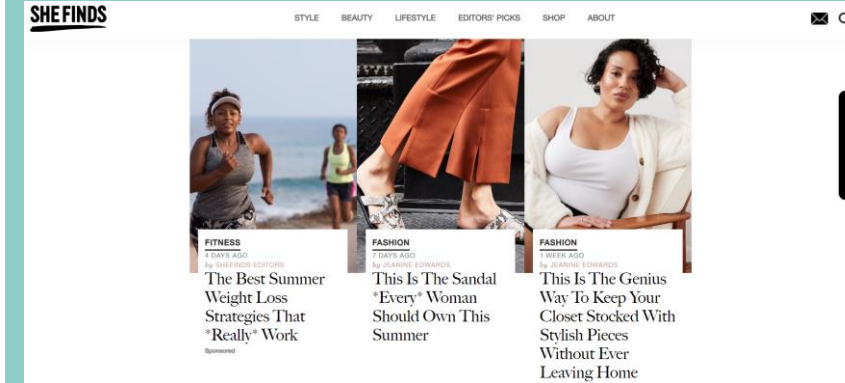 SHEFINDS
STYLE BEAUTY LIFESTYLE EDITORS' PICKS SHOP ABOUT
FITNESS
4 DAYS AGO
by SHEFINDS EDITORS
The Best Summer
Weight Loss
Strategies That
*Really* Work
Sponsored
FASHION
7 DAYS AGO
by JEANINE EDWARDS
This Is The Sandal
*Every* Woman
Should Own This
Summer
FASHION
1 WEEK AGO
by JEANINE EDWARDS
This Is The Genius
Way To Keep Your
Closet Stocked With
Stylish Pieces
Without Ever
Leaving Home